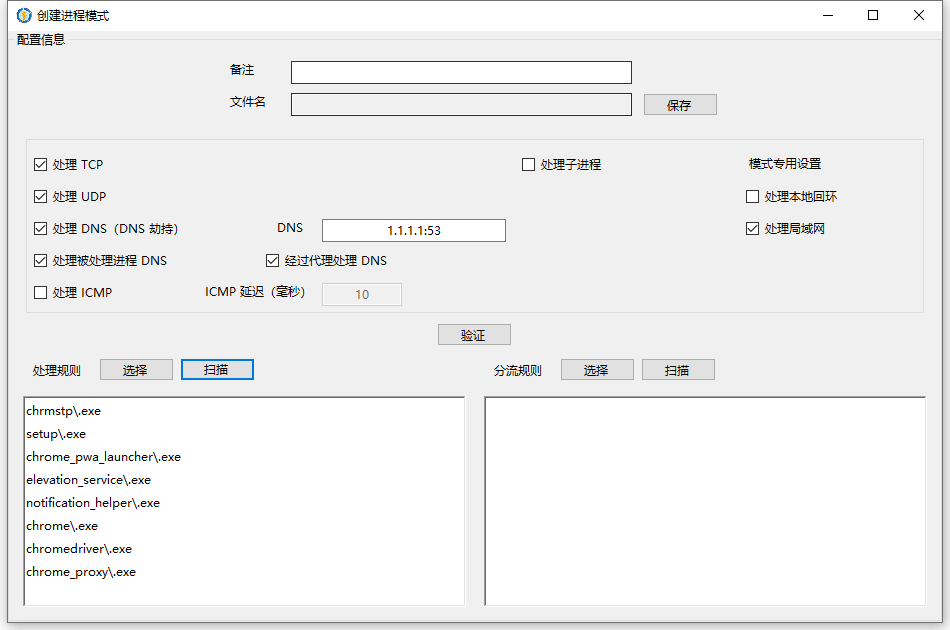 创建进程模式
配置信息
备注
文件名 保存
处理 TCP 处理子进程 模式专用设置
处理 UDP 处理本地回环
处理 DNS（DNS 劫持） DNS 1.1.1.1:53 处理局域网
处理被处理进程 DNS 经过代理处理 DNS
处理 ICMP ICMP 延迟（毫秒） 10
验证
处理规则 选择 扫描 分流规则 选择 扫描
chrmstp\.exe
setup\.exe
chrome_pwa_launcher\.exe
elevation_service\.exe
notification_helper\.exe
chrome\.exe
chromedriver\.exe
chrome_proxy\.exe